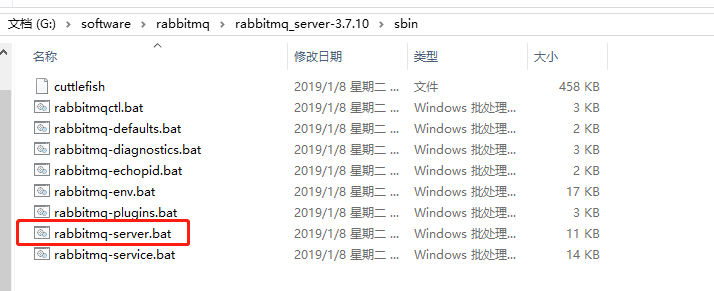 文档 (G:) > software > rabbitmq > rabbitmq_server-3.7.10 > sbin
名称 修改日期 类型 大小
cuttlefish 2019/1/8 星期二 ... 文件 458 KB
rabbitmqctl.bat 2019/1/8 星期二 ... Windows 批处理... 3 KB
rabbitmq-defaults.bat 2019/1/8 星期二 ... Windows 批处理... 2 KB
rabbitmq-diagnostics.bat 2019/1/8 星期二 ... Windows 批处理... 3 KB
rabbitmq-echopid.bat 2019/1/8 星期二 ... Windows 批处理... 2 KB
rabbitmq-env.bat 2019/1/8 星期二 ... Windows 批处理... 17 KB
rabbitmq-plugins.bat 2019/1/8 星期二 ... Windows 批处理... 3 KB
rabbitmq-server.bat 2019/1/8 星期二 ... Windows 批处理... 11 KB
rabbitmq-service.bat 2019/1/8 星期二 ... Windows 批处理... 14 KB